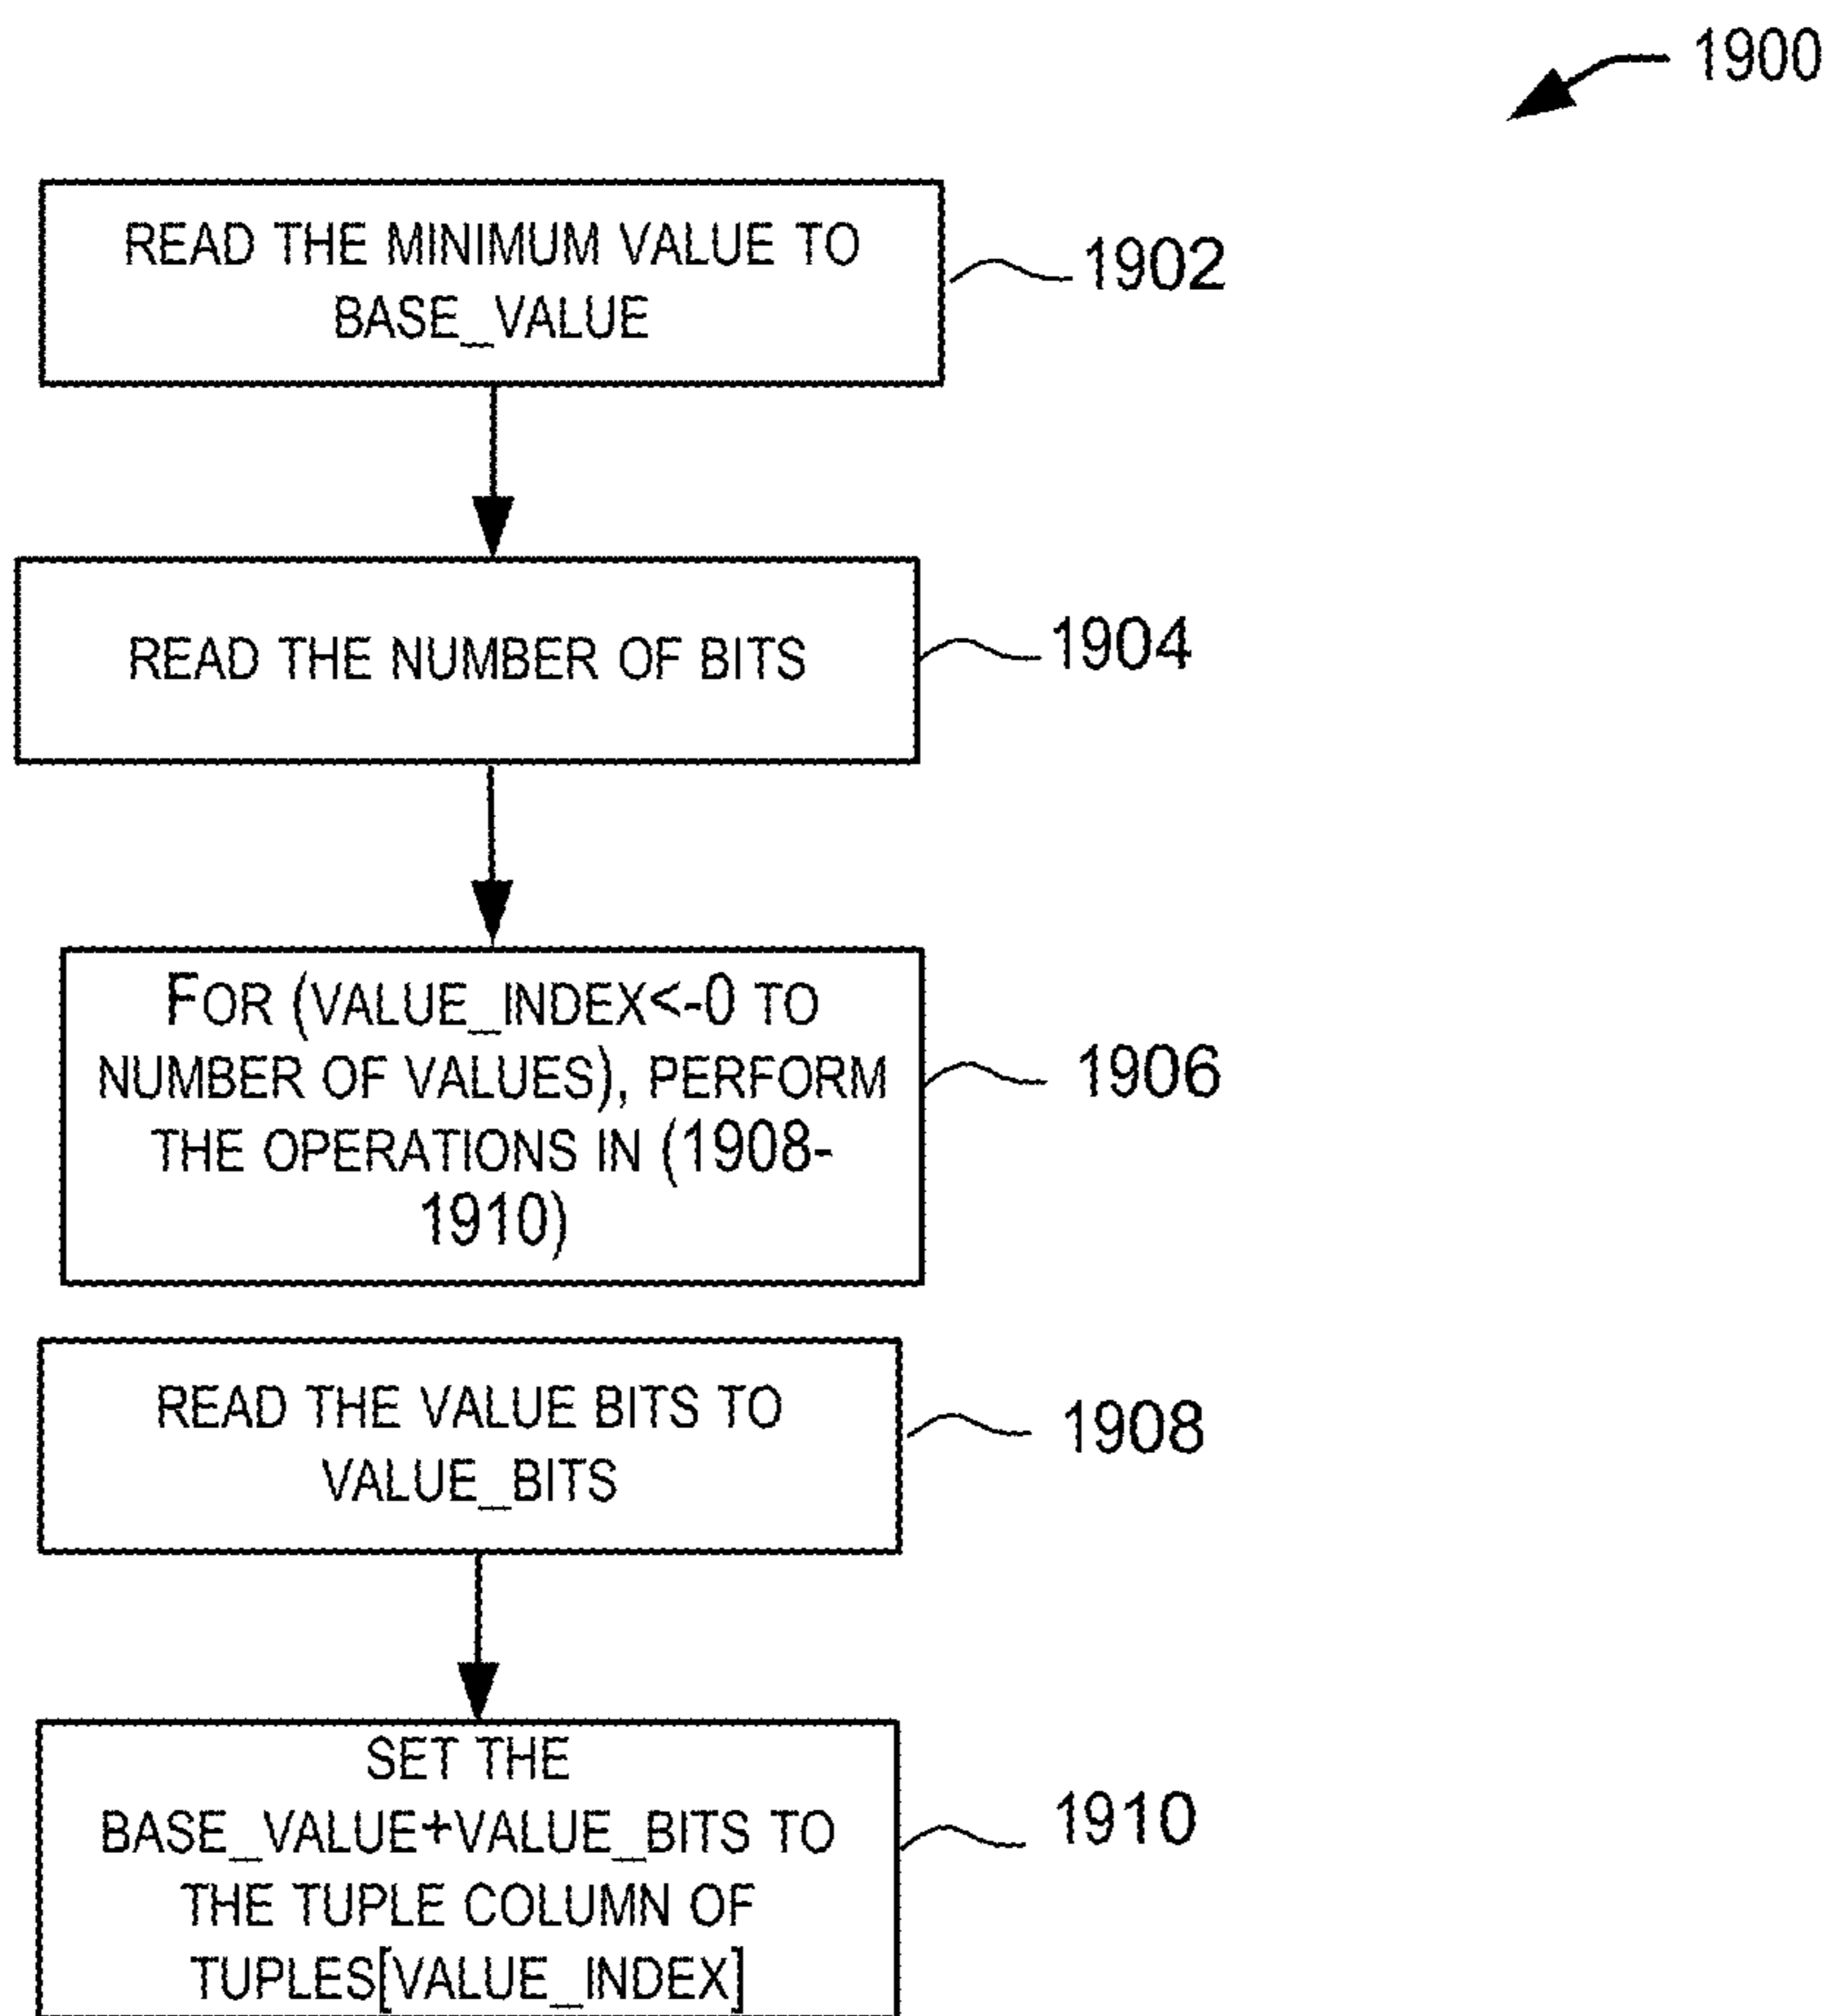 1900
READ THE MINIMUM VALUE TO
BASE_VALUE
1902
READ THE NUMBER OF BITS
1904
FOR (VALUE_INDEX<-0 TO
NUMBER OF VALUES), PERFORM
THE OPERATIONS IN (1908-
1910)
1906
READ THE VALUE BITS TO
VALUE_BITS
1908
SET THE
BASE_VALUE+VALUE_BITS TO
THE TUPLE COLUMN OF
TUPLES[VALUE_INDEX]
1910